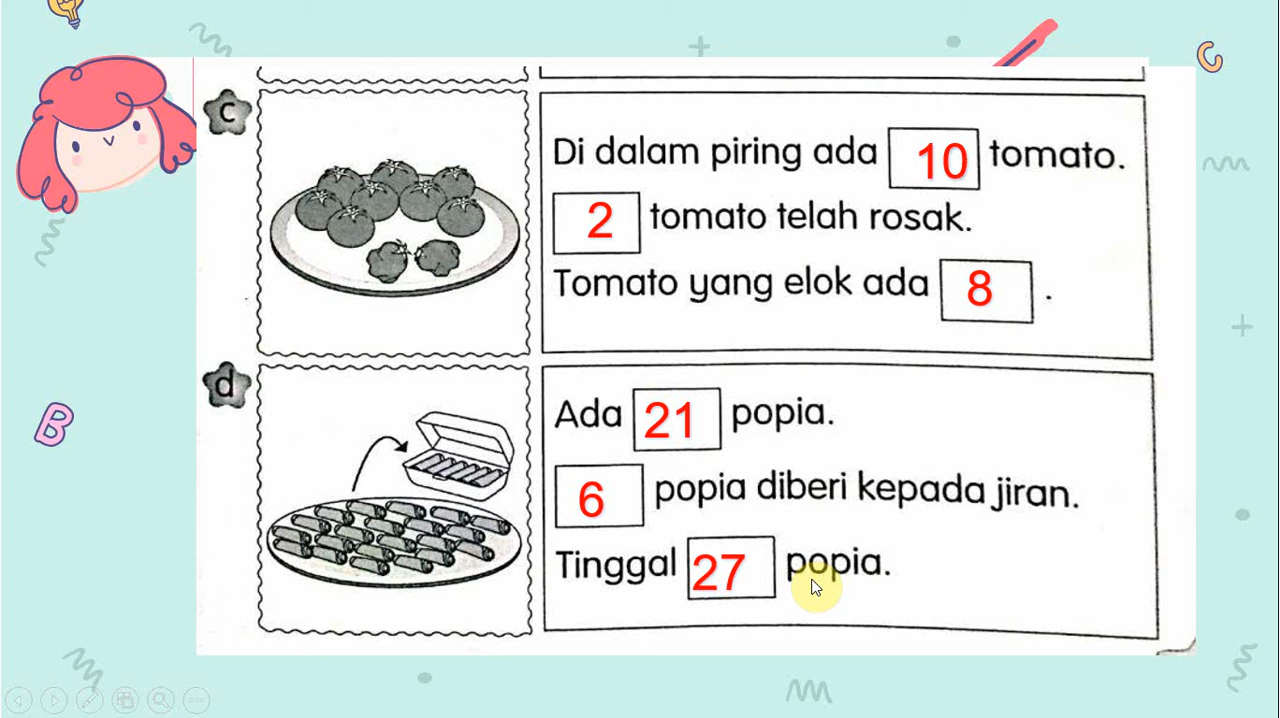 C
c
Di dalam piring ada 10 tomato.
2 tomato telah rosak.
Tomato yang elok ada 8 .
B
d
Ada 21 popia.
6 popia diberi kepada jiran.
Tinggal 27 popia.